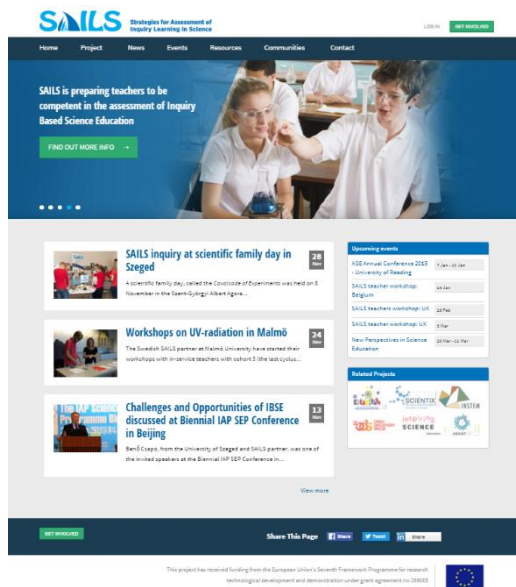 SAILS
Strategies for Assessment of
Inquiry Learning in Science
LOG IN
GET INVOLVED
Home Project News Events Resources Communities Contact
SAILS is preparing teachers to be
competent in the assessment of Inquiry
Based Science Education
FIND OUT MORE INFO →
SAILS inquiry at scientific family day in
Szeged
28
Nov
A scientific family day, called the Cavalcade of Experiments was held on 8
November in the Szent-Györgyi Albert Agora...
Workshops on UV-radiation in Malmö
24
Nov
The Swedish SAILS partner at Malmö University have started their
workshops with in-service teachers with cohort 3 (the last cyclus...
Challenges and Opportunities of IBSE
discussed at Biennial IAP SEP Conference
in Beijing
13
Nov
Benő Csapó, from the University of Szeged and SAILS partner, was one of
the invited speakers at the Biennial IAP SEP Conference in...
View more
Upcoming events
ASE Annual Conference 2015
- University of Reading
SAILS teacher workshop:
Belgium
SAILS teachers workshop: UK
SAILS teacher workshop: UK
New Perspectives in Science
Education
Related Projects
SCIENTIX
INSTEM
inspiring
SCIENCE
GET INVOLVED
Share This Page
Share
Tweet
in Share
This project has received funding from the European Union's Seventh Framework Programme for research
technological development and demonstration under grant agreement no 289085